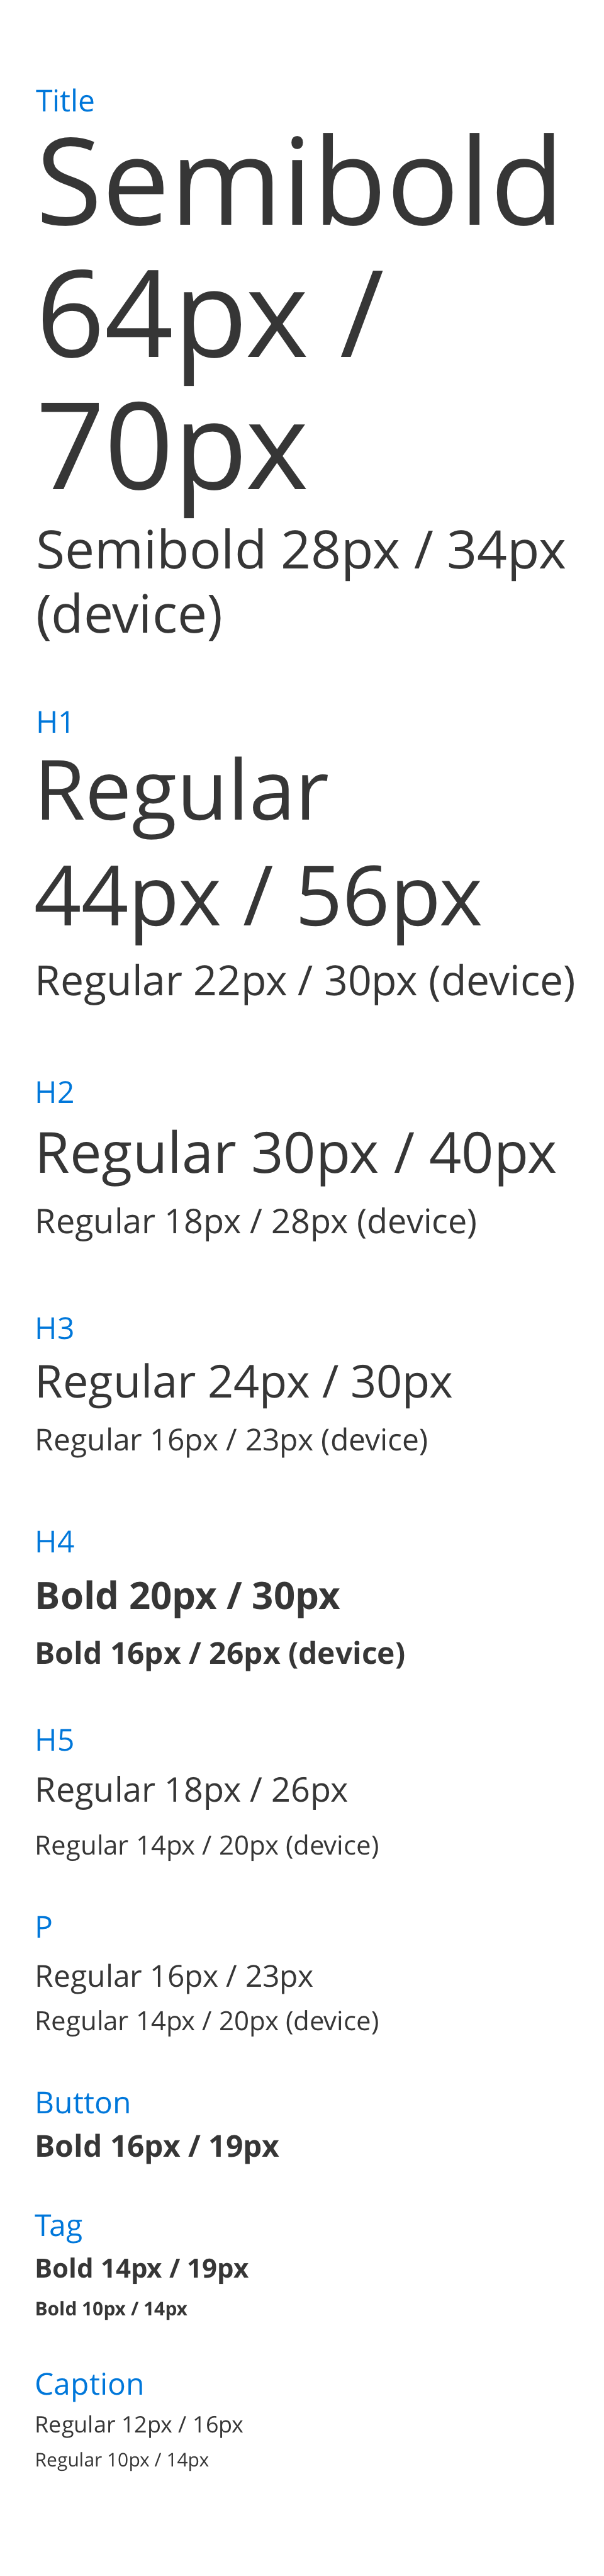 Title
Semibold
64px /
70px
Semibold 28px / 34px
(device)
H1
Regular
44px / 56px
Regular 22px / 30px (device)
H2
Regular 30px / 40px
Regular 18px / 28px (device)
H3
Regular 24px / 30px
Regular 16px / 23px (device)
H4
Bold 20px / 30px
Bold 16px / 26px (device)
H5
Regular 18px / 26px
Regular 14px / 20px (device)
P
Regular 16px / 23px
Regular 14px / 20px (device)
Button
Bold 16px / 19px
Tag
Bold 14px / 19px
Bold 10px / 14px
Caption
Regular 12px / 16px
Regular 10px / 14px